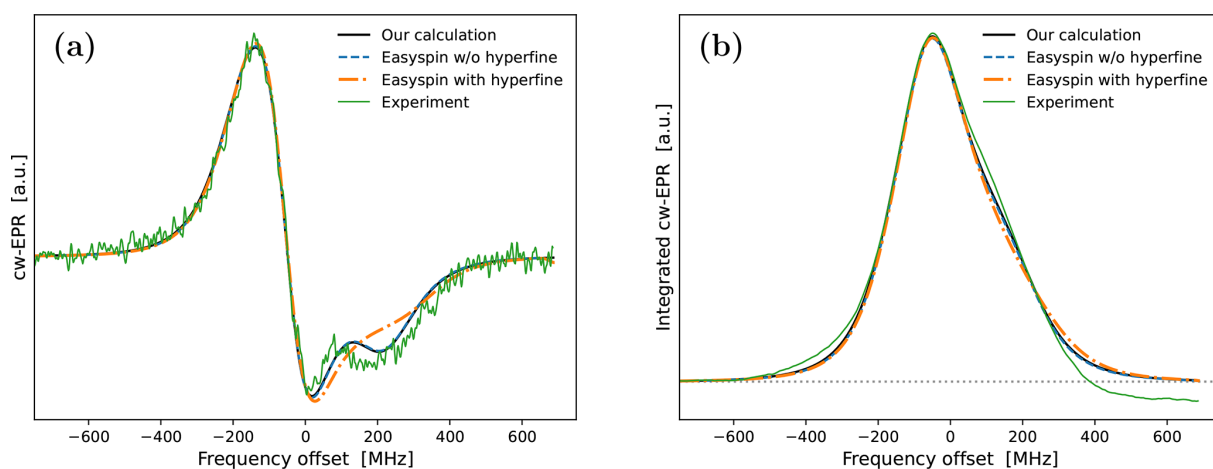 (a)
Our calculation
Easyspin w/o hyperfine
Easyspin with hyperfine
Experiment
cw-EPR [a.u.]
−600 −400 −200 0 200 400 600
Frequency offset [MHz]
(b)
Our calculation
Easyspin w/o hyperfine
Easyspin with hyperfine
Experiment
Integrated cw-EPR [a.u.]
−600 −400 −200 0 200 400 600
Frequency offset [MHz]